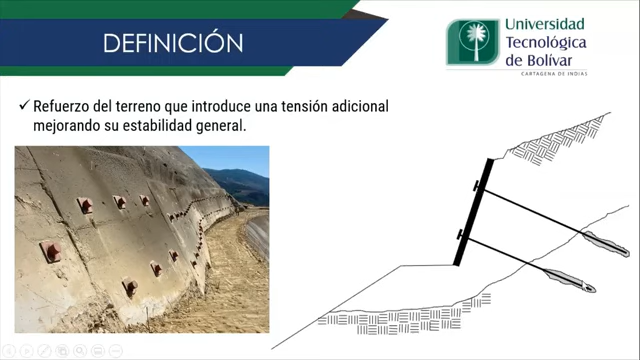 DEFINICIÓN
Universidad
Tecnológica
de Bolívar
CARTAGENA DE INDIAS
Refuerzo del terreno que introduce una tensión adicional
mejorando su estabilidad general.